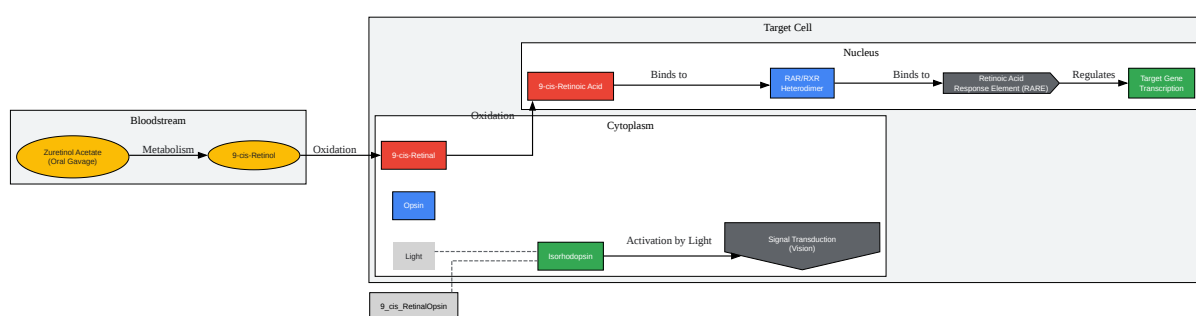 Target Cell
Nucleus
9-cis-Retinoic Acid
Binds to
RAR/RXR
Heterodimer
Binds to
Retinoic Acid
Response Element (RARE)
Regulates
Target Gene
Transcription
Bloodstream
Zuretinol Acetate
(Oral Gavage)
Metabolism
9-cis-Retinol
Oxidation
Cytoplasm
9-cis-Retinal
Oxidation
Opsin
Light
Isorhodopsin
Activation by Light
Signal Transduction
(Vision)
9_cis_RetinalOpsin